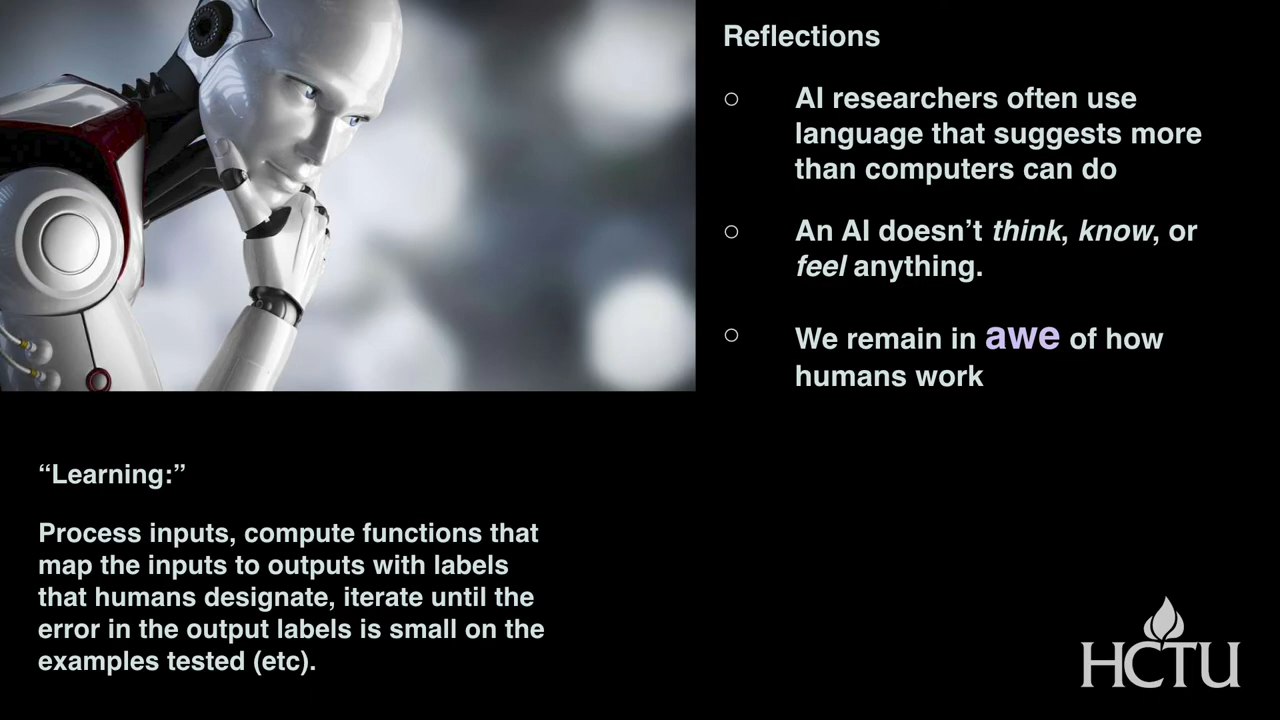 Reflections
○ AI researchers often use
language that suggests more
than computers can do
○ An AI doesn’t think, know, or
feel anything.
○ We remain in awe of how
humans work
“Learning:”
Process inputs, compute functions that
map the inputs to outputs with labels
that humans designate, iterate until the
error in the output labels is small on the
examples tested (etc).
HCTU